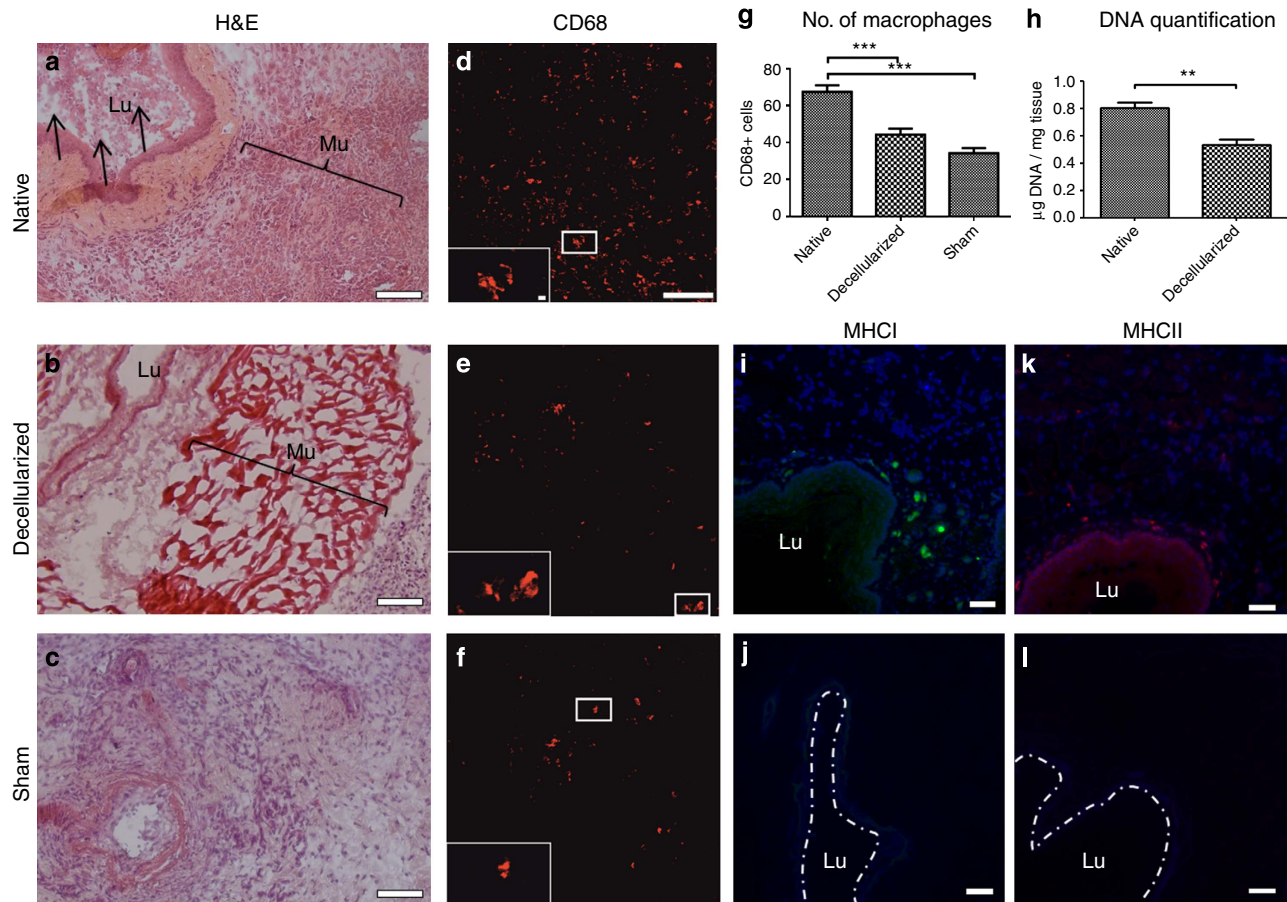 H&E
CD68
a
Lu
Mu
Native
d
g
No. of macrophages
***
***
80
60
40
20
0
CD68+ cells
Native
Decellularized
Sham
h
DNA quantification
**
1.0
0.8
0.6
0.4
0.2
0.0
µg DNA / mg tissue
Native
Decellularized
MHCI
MHCII
b
Lu
Mu
Decellularized
e
i
Lu
k
Lu
c
Sham
f
j
Lu
l
Lu